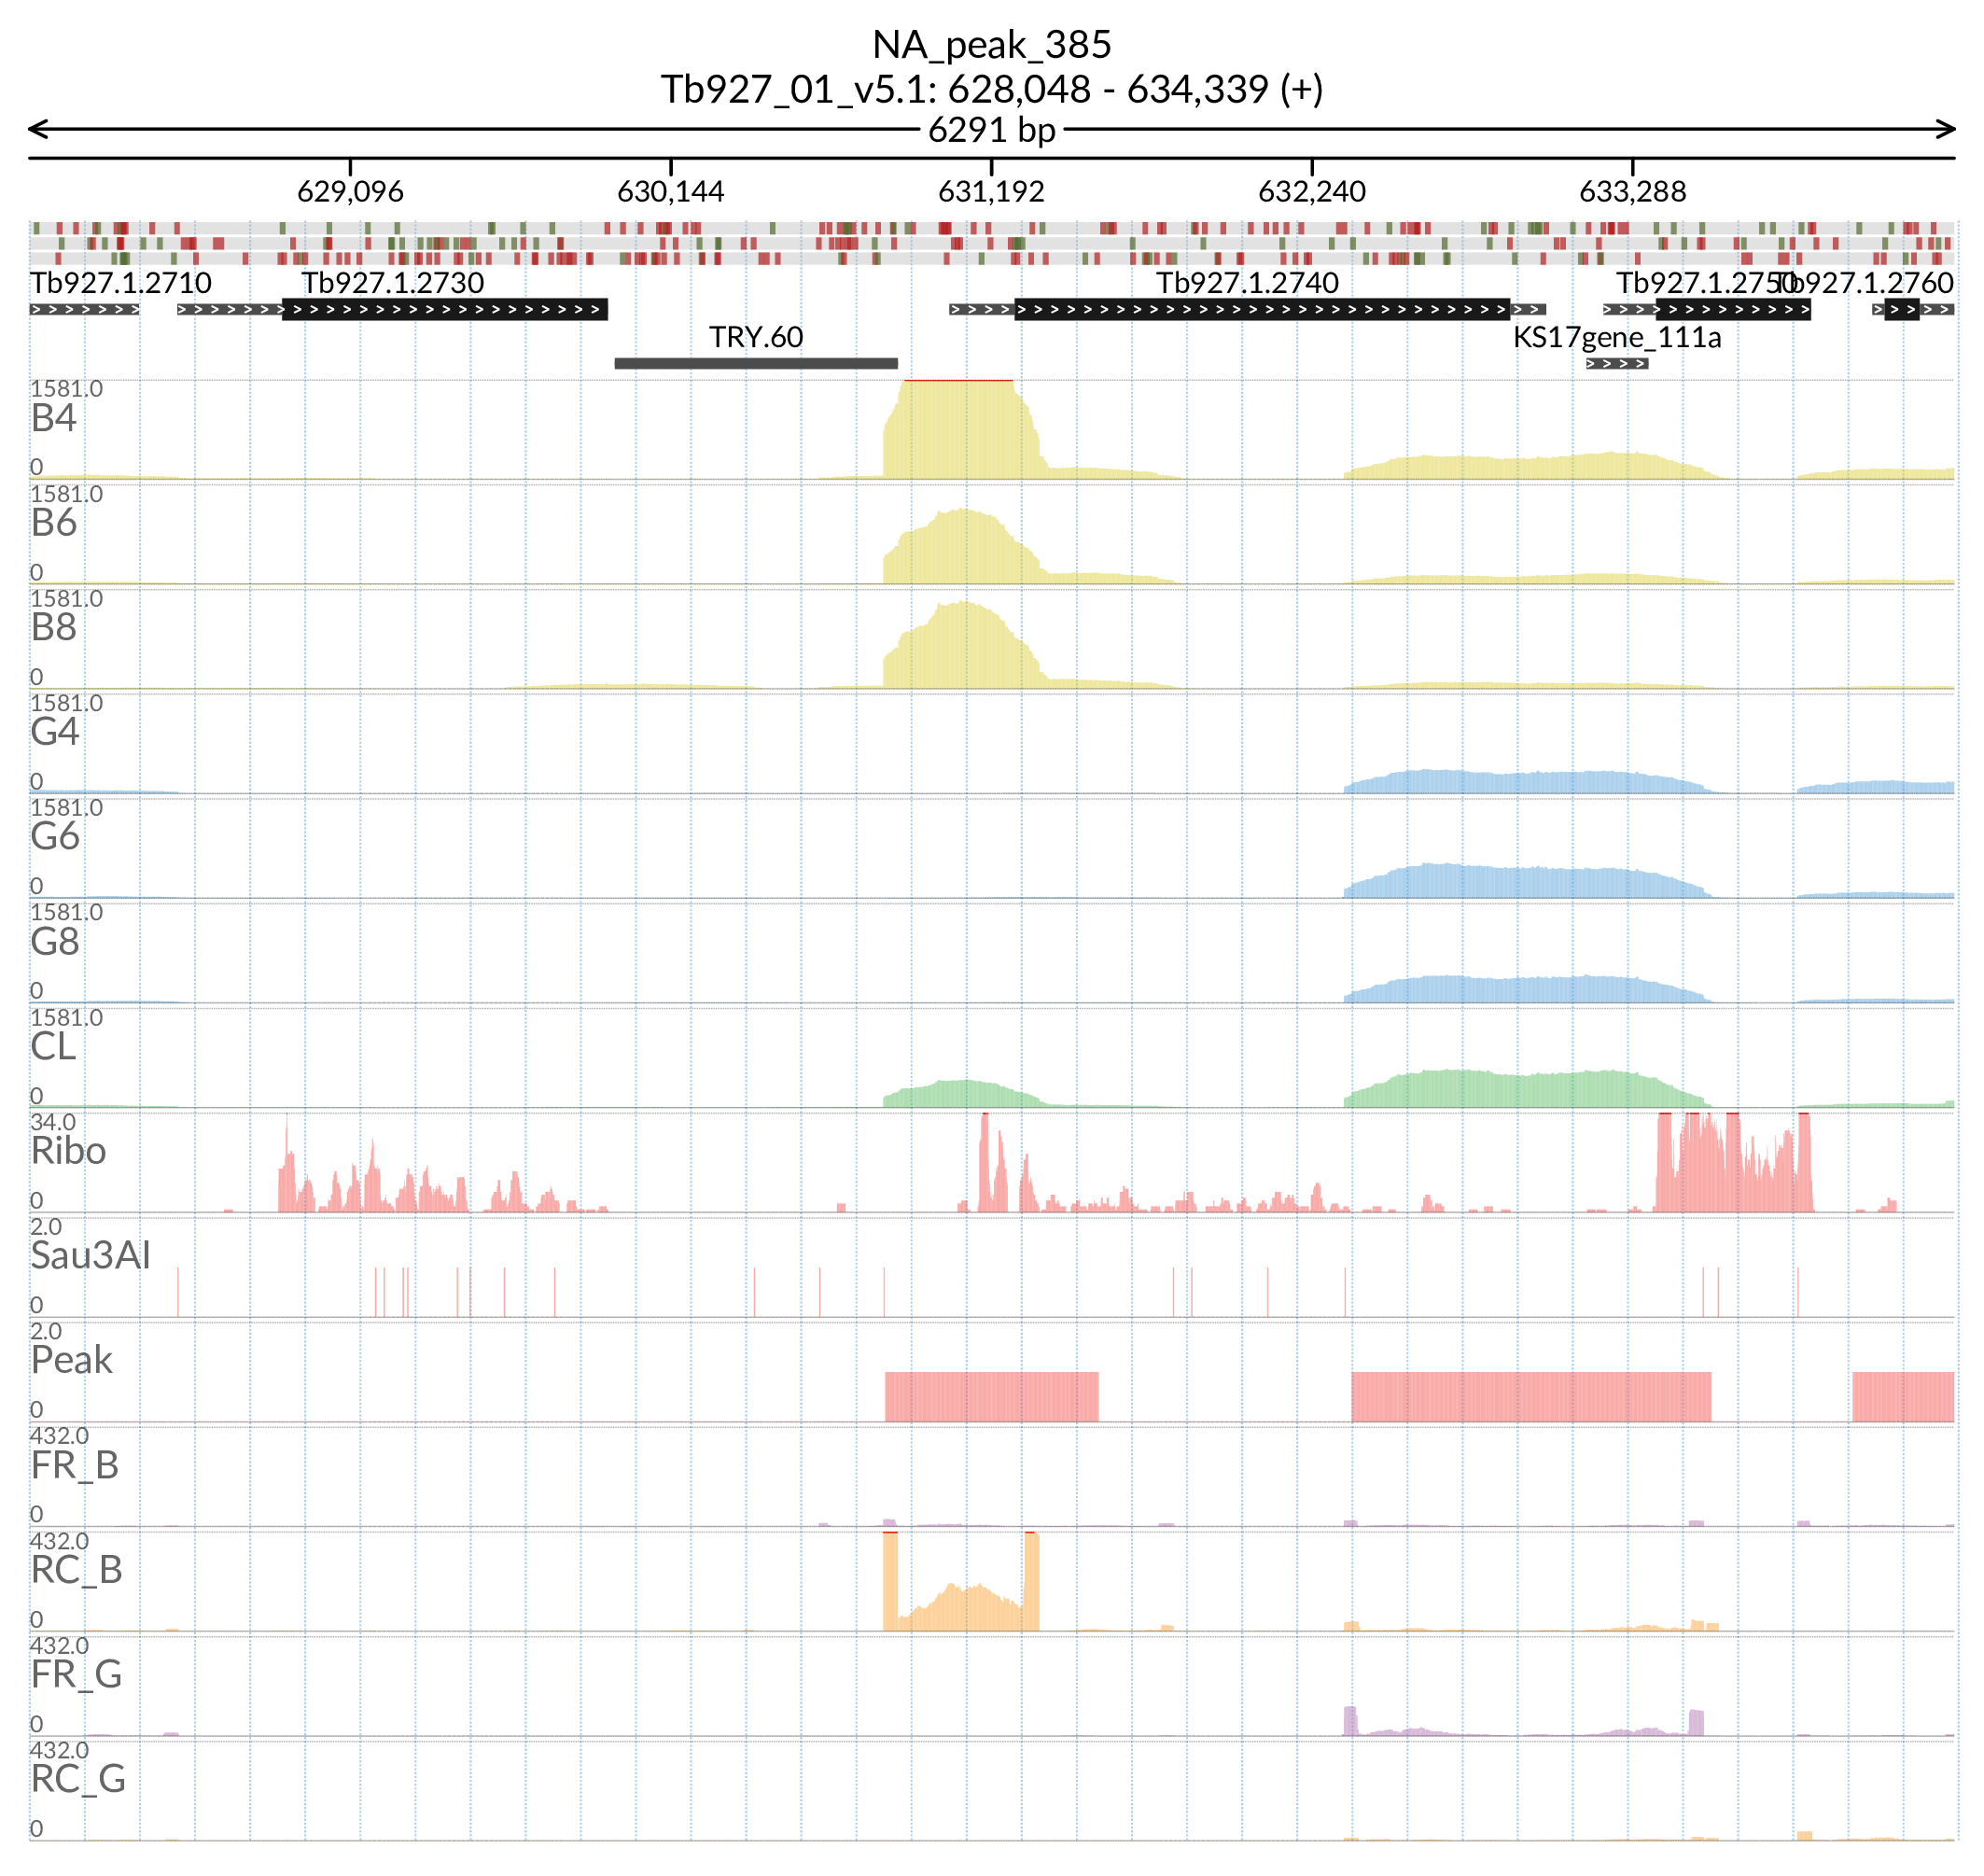 NA_peak_385
Tb927_01_v5.1: 628,048 - 634,339 (+)
6291 bp
629,096 630,144 631,192 632,240 633,288
Tb927.1.2710 Tb927.1.2730 Tb927.1.2740 Tb927.1.2750 Tb927.1.2760
TRY.60 KS17gene_111a
1581.0
B4
0
1581.0
B6
0
1581.0
B8
0
1581.0
G4
0
1581.0
G6
0
1581.0
G8
0
1581.0
CL
0
34.0
Ribo
0
2.0
Sau3AI
0
2.0
Peak
0
432.0
FR_B
0
432.0
RC_B
0
432.0
FR_G
0
432.0
RC_G
0